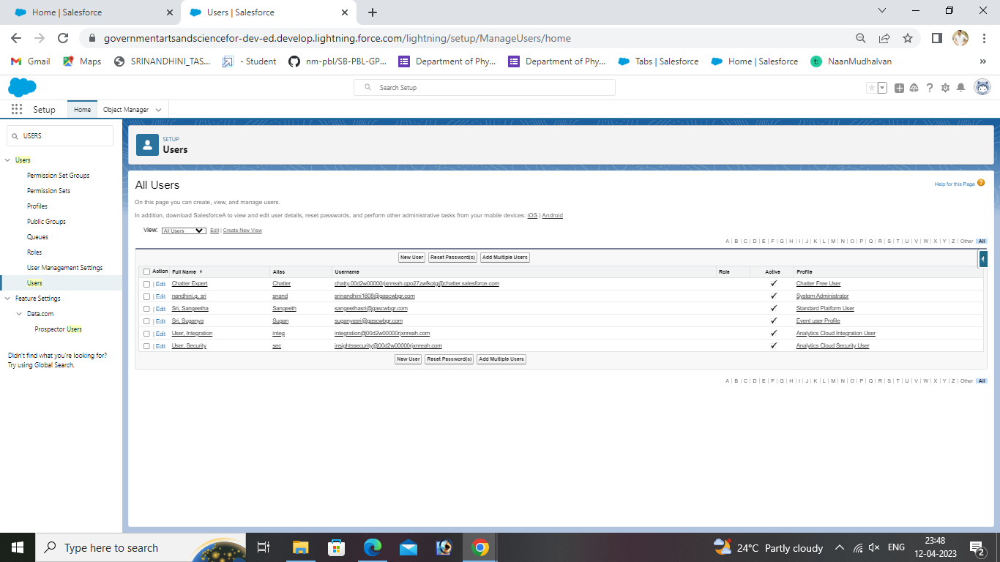 Home | Salesforce
Users | Salesforce
governmentartsandsciencefor-dev-ed.develop.lightning.force.com/lightning/setup/ManageUsers/home
Gmail
Maps
SRINANDHINI_TAS...
- Student
nm-pbl/SB-PBL-GP...
Department of Phy...
Department of Phy...
Tabs | Salesforce
Home | Salesforce
t
NaanMudhalvan
»
Search Setup
Setup
Home
Object Manager
USERS
Users
Permission Set Groups
Permission Sets
Profiles
Public Groups
Queues
Roles
User Management Settings
Users
Feature Settings
Data.com
Prospector Users
Didn't find what you're looking for?
Try using Global Search.
SETUP
Users
All Users
Help for this Page ?
On this page you can create, view, and manage users.
In addition, download SalesforceA to view and edit user details, reset passwords, and perform other administrative tasks from your mobile devices: iOS | Android
View: All Users Edit | Create New View
A | B | C | D | E | F | G | H | I | J | K | L | M | N | O | P | Q | R | S | T | U | V | W | X | Y | Z | Other | All
New User Reset Password(s) Add Multiple Users
Action Full Name ↑ Alias Username Role Active Profile
| Edit Chatter Expert Chatter chatty.00d2w00000rjxnreah.qpo27zwfkotg@chatter.salesforce.com ✓ Chatter Free User
| Edit nandhini.g, sri snand srinandhini1608@gascwbgr.com ✓ System Administrator
| Edit Sri, Sangeetha Sangeeth sangeethasri@gascwbgr.com ✓ Standard Platform User
| Edit Sri, Suganya Sugan suganyasri@gascwbgr.com ✓ Event user Profile
| Edit User, Integration integ integration@00d2w00000rjxnreah.com ✓ Analytics Cloud Integration User
| Edit User, Security sec insightssecurity@00d2w00000rjxnreah.com ✓ Analytics Cloud Security User
New User Reset Password(s) Add Multiple Users
A | B | C | D | E | F | G | H | I | J | K | L | M | N | O | P | Q | R | S | T | U | V | W | X | Y | Z | Other | All
Type here to search
24°C Partly cloudy
ENG
23:48
12-04-2023
2